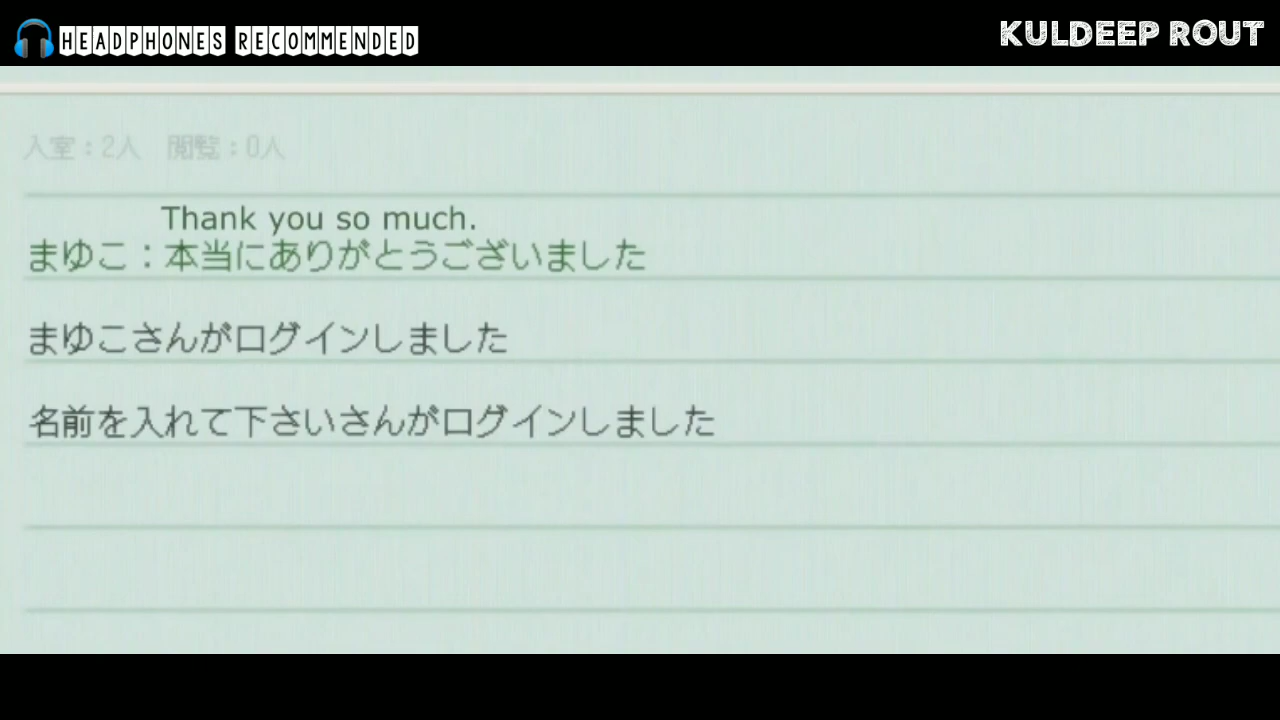 HEADPHONES RECOMMENDED
KULDEEP ROUT
入室：2人　閲覧：0人
Thank you so much.
まゆこ：本当にありがとうございました
まゆこさんがログインしました
名前を入れて下さいさんがログインしました